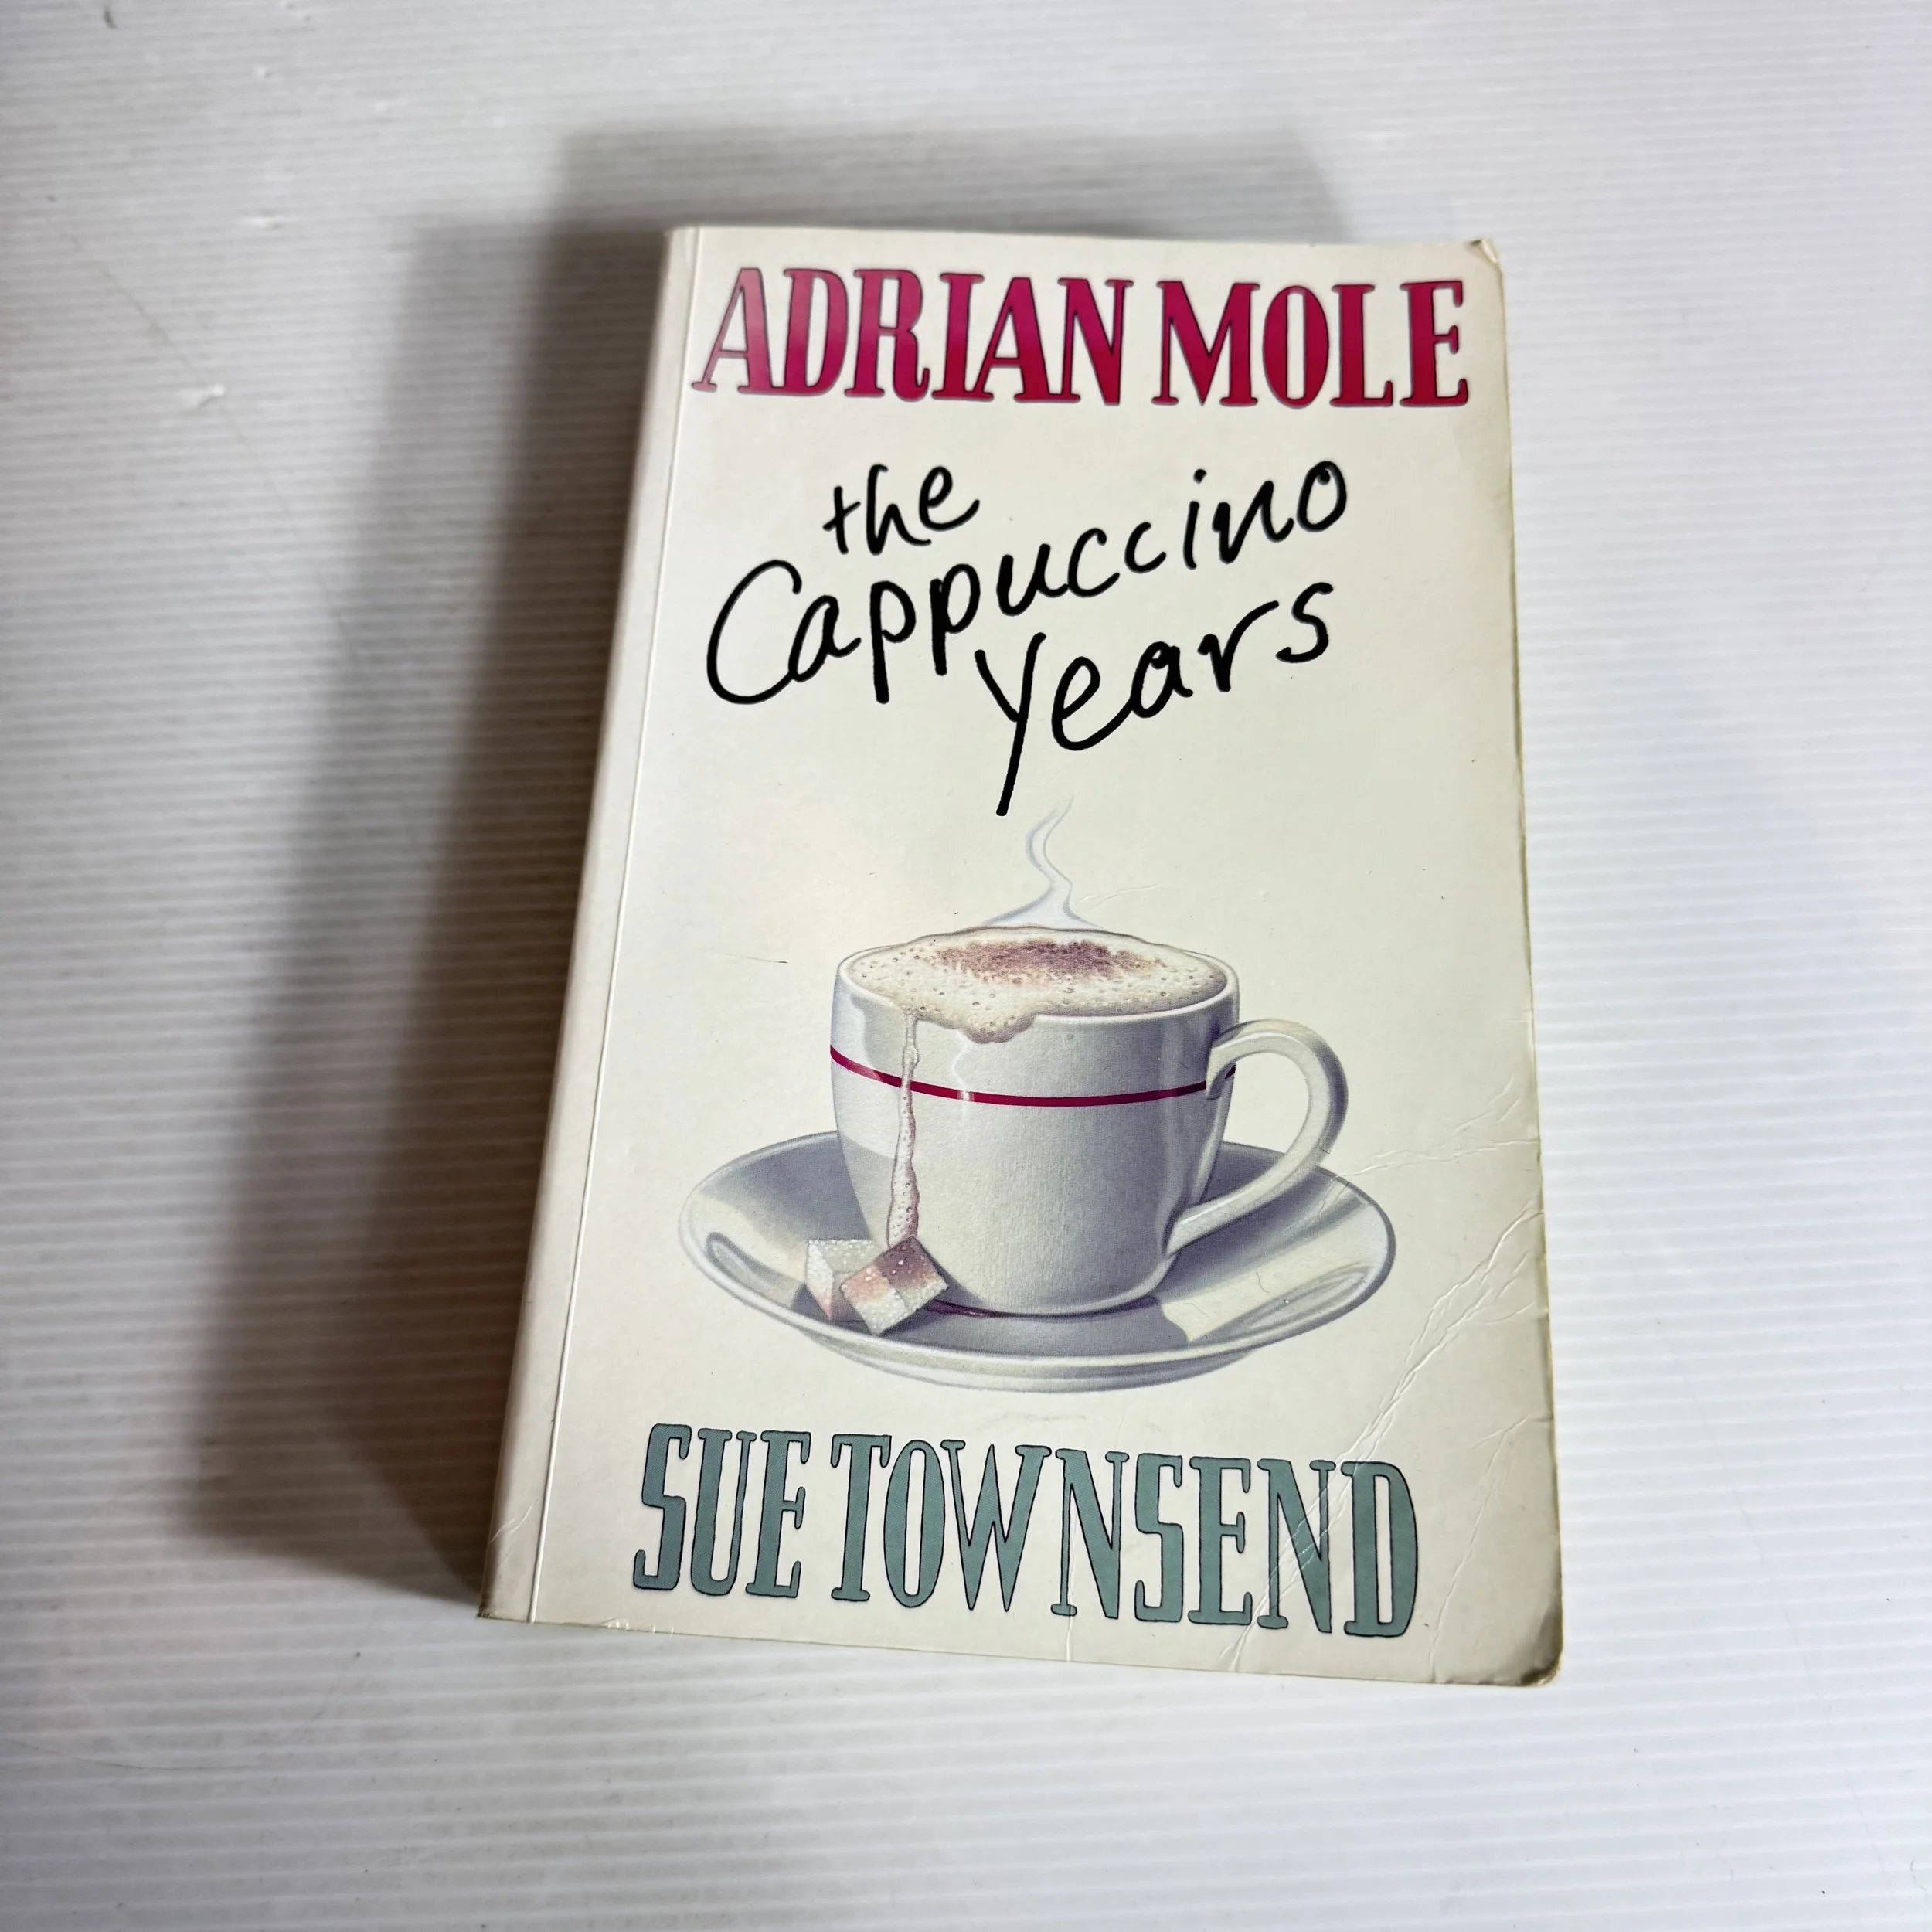 ADRIAN MOLE
the
Cappuccino
Years
SUE TOWNSEND